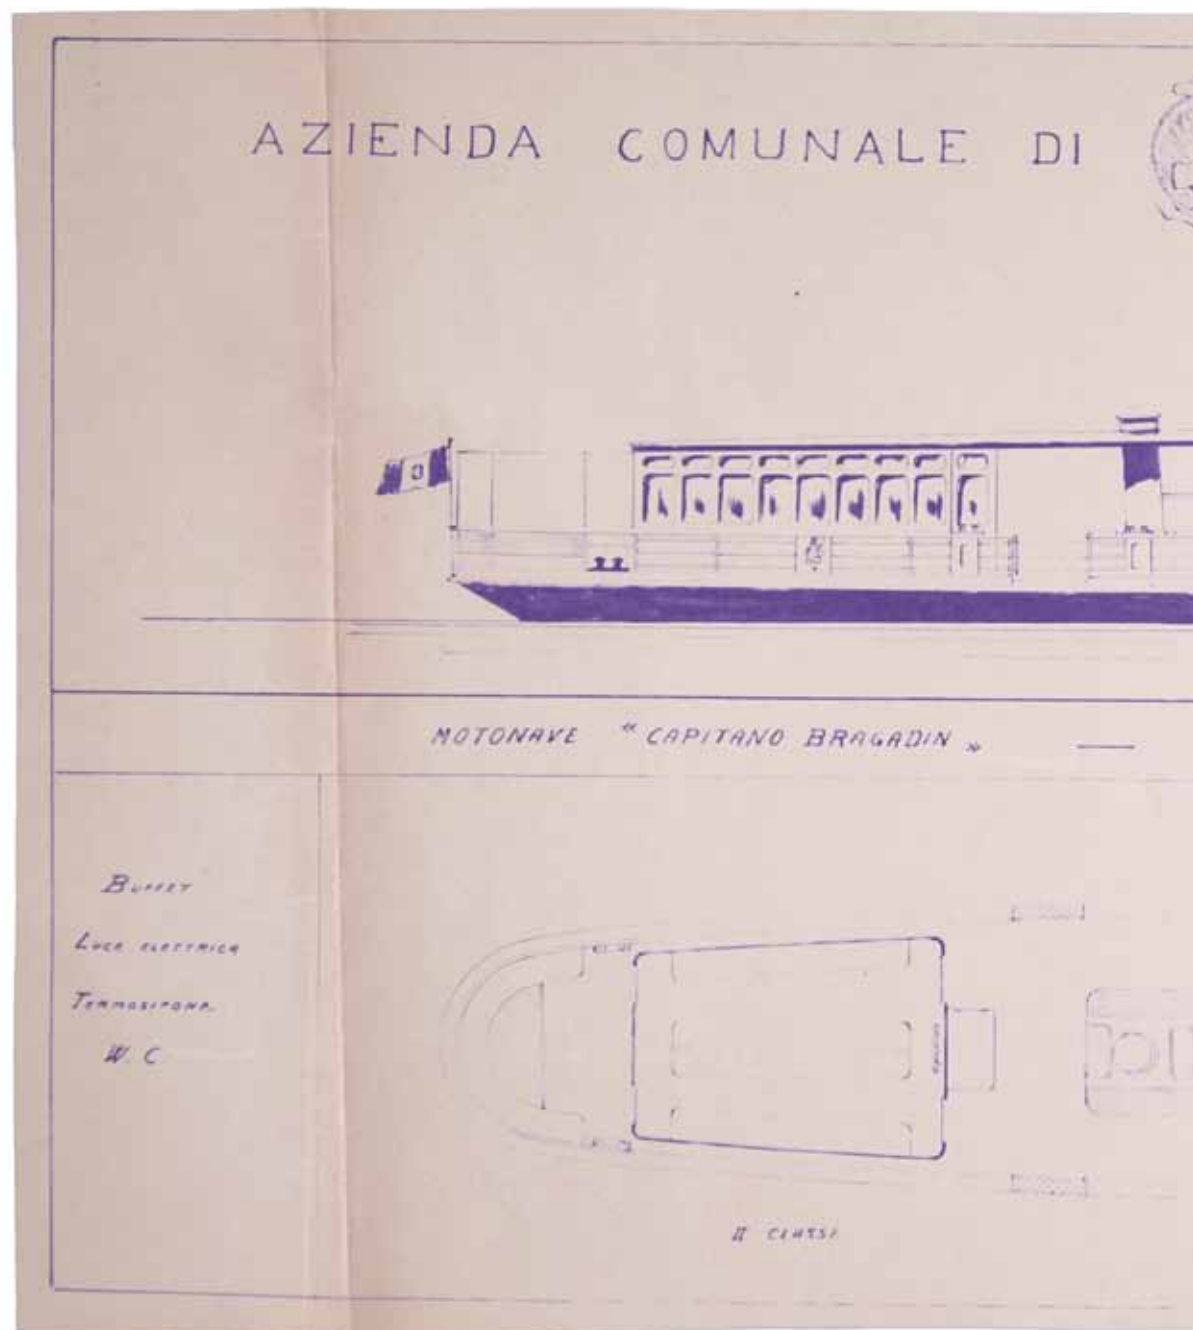 AZIENDA COMUNALE DI
MOTONAVE "CAPITANO BRAGADIN„ —
BUFFET
LUCE ELETTRICA
TERMOSIFONE
W. C
II CLASSE